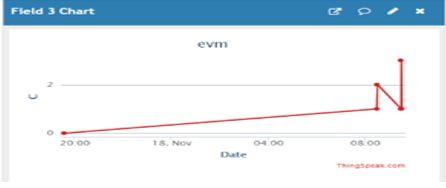 Field 3 Chart
evm
2
C
0
20:00 18. Nov 04:00 08:00
Date
ThingSpeak.com